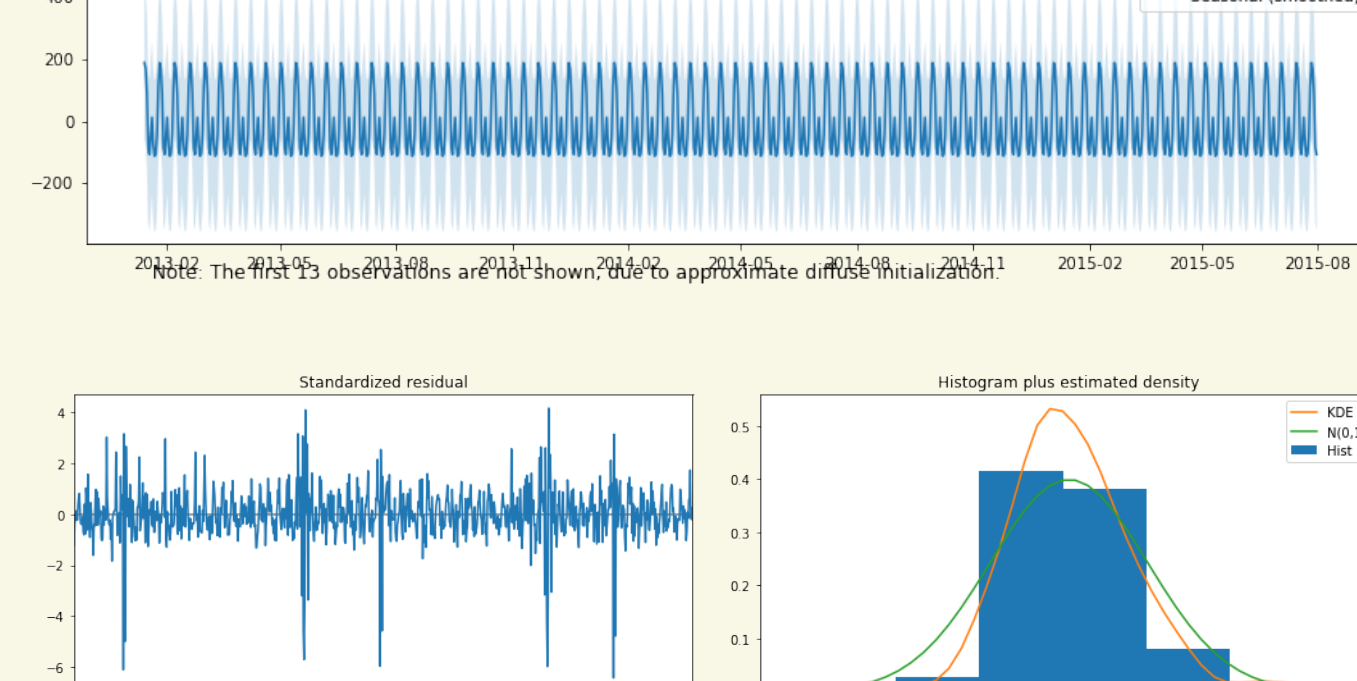 200
0
−200
2013-02 2013-05 2013-08 2013-11 2014-02 2014-05 2014-08 2014-11 2015-02 2015-05 2015-08
Note: The first 13 observations are not shown, due to approximate diffuse initialization.
Standardized residual
4
2
0
−2
−4
−6
Histogram plus estimated density
KDE
N(0,1
Hist
0.5
0.4
0.3
0.2
0.1